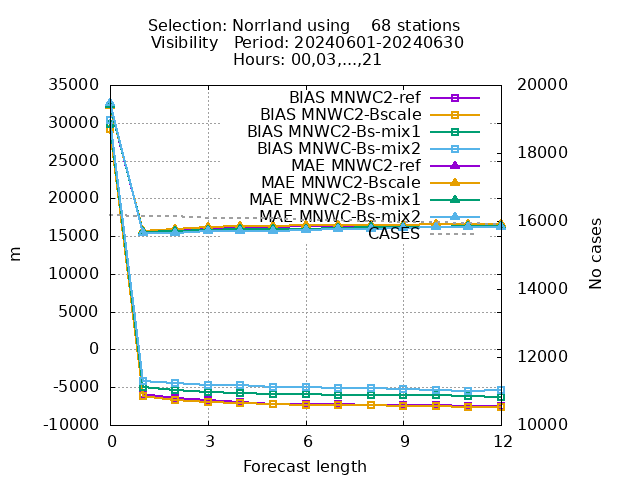 Selection: Norrland using    68 stations
Visibility   Period: 20240601-20240630
Hours: 00,03,...,21
35000
30000
25000
20000
15000
10000
5000
0
-5000
-10000
m
20000
18000
16000
14000
12000
10000
No cases
BIAS MNWC2-ref
BIAS MNWC2-Bscale
BIAS MNWC2-Bs-mix1
BIAS MNWC-Bs-mix2
MAE MNWC2-ref
MAE MNWC2-Bscale
MAE MNWC2-Bs-mix1
MAE MNWC-Bs-mix2
CASES
0 3 6 9 12
Forecast length